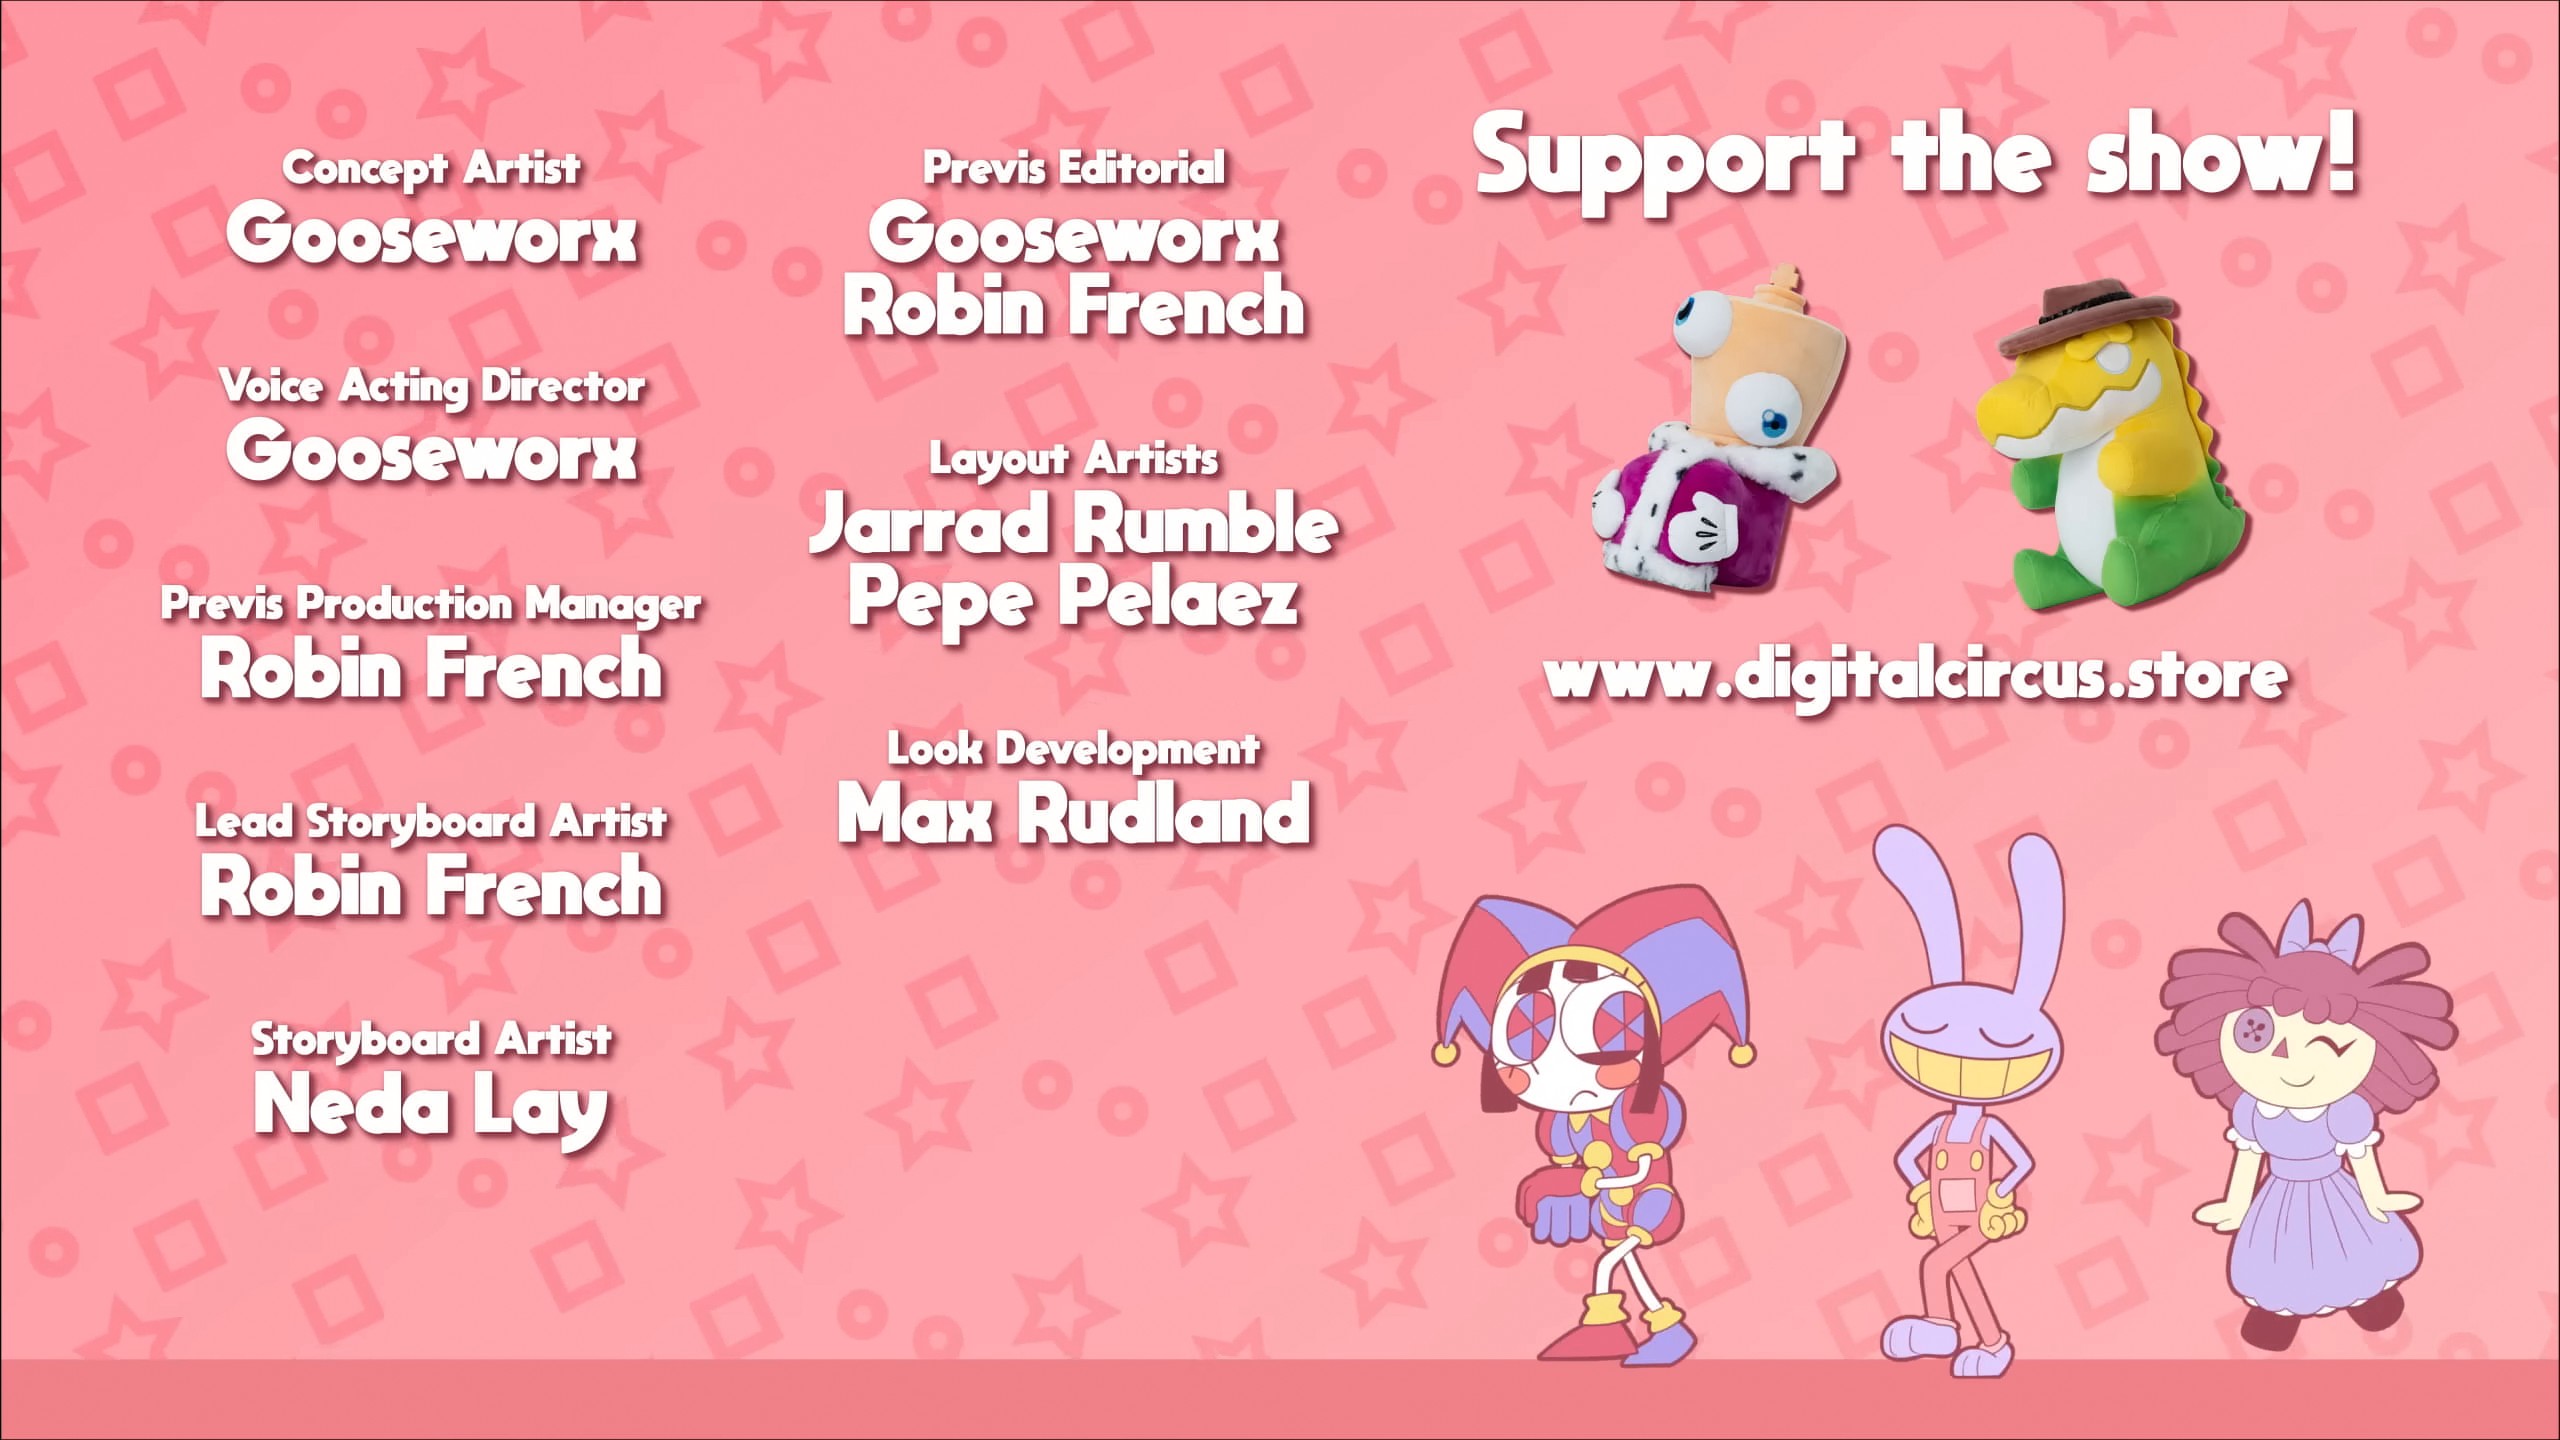 Concept Artist
Gooseworx
Voice Acting Director
Gooseworx
Previs Production Manager
Robin French
Lead Storyboard Artist
Robin French
Storyboard Artist
Neda Lay
Previs Editorial
Gooseworx
Robin French
Layout Artists
Jarrad Rumble
Pepe Pelaez
Look Development
Max Rudland
Support the show!
www.digitalcircus.store